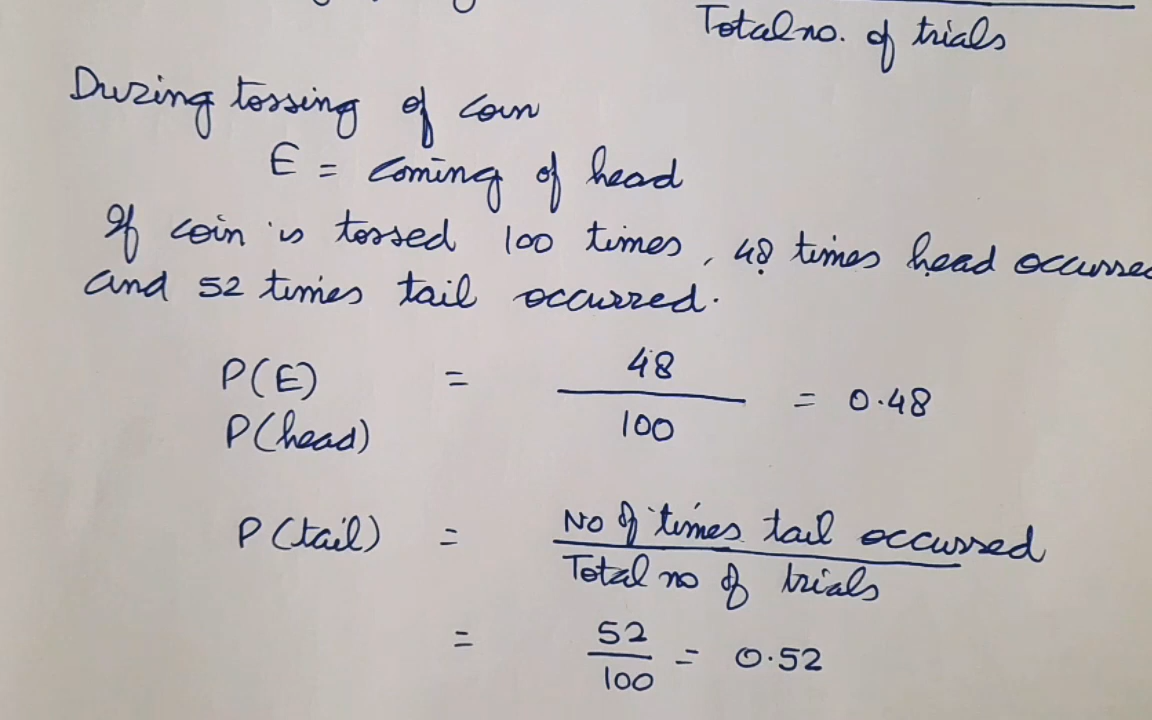 Total no. of trials
During tossing of coin
E = coming of head
If coin is tossed 100 times, 48 times head occurred
and 52 times tail occurred.
P(E) = 48/100 = 0.48
P(head)
P(tail) = No of times tail occurred
Total no of trials
= 52/100 = 0.52